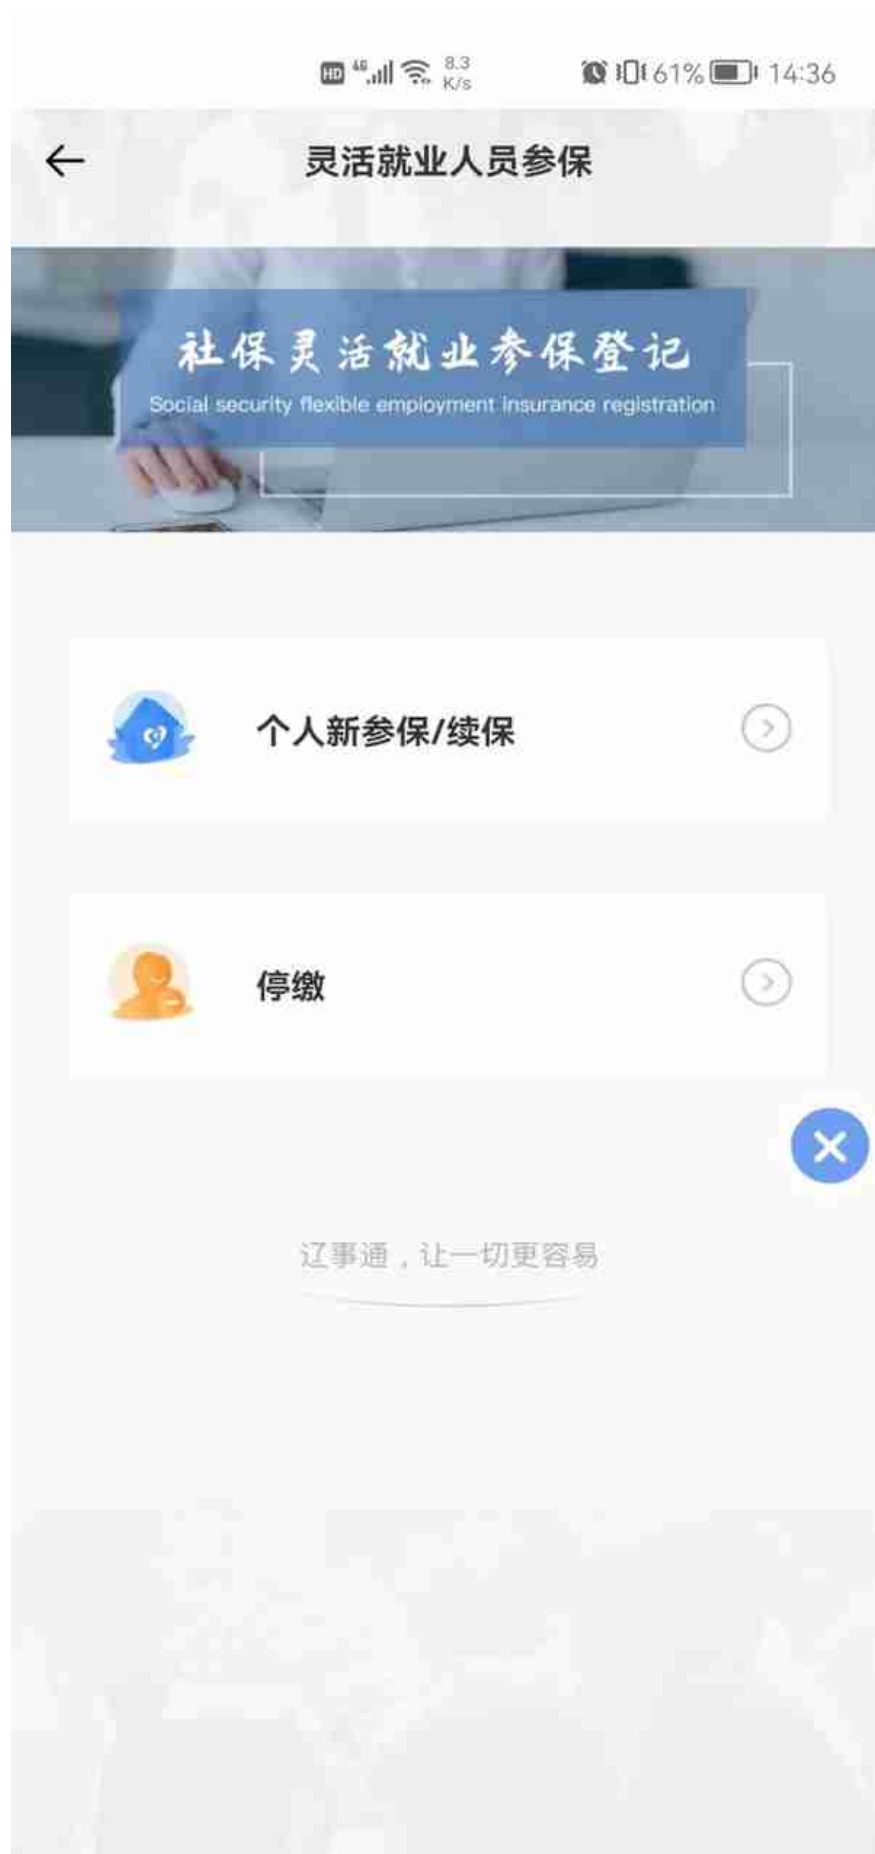 HD 4G 8.3 K/s 61% 14:36
灵活就业人员参保
社保灵活就业参保登记
Social security flexible employment insurance registration
个人新参保/续保
停缴
辽事通，让一切更容易